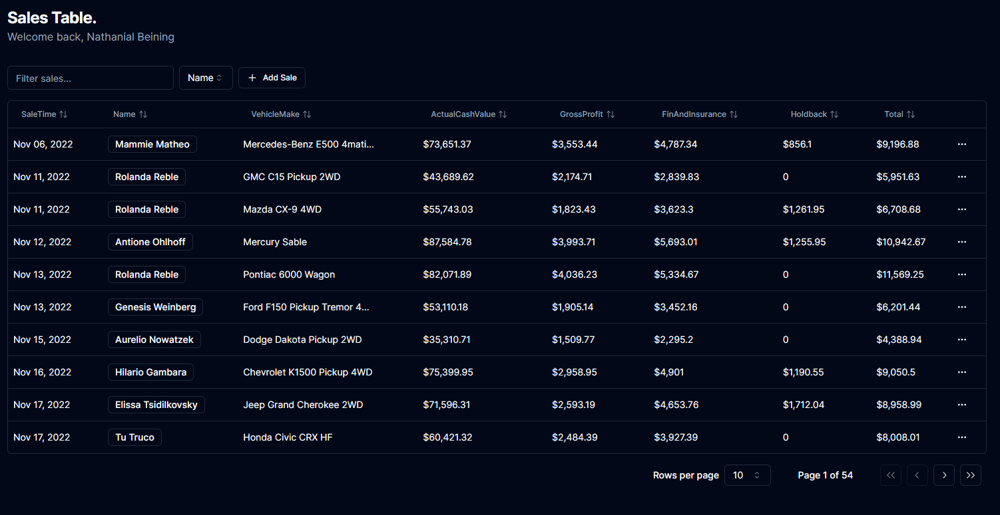 Sales Table.
Welcome back, Nathanial Beining
Filter sales... Name + Add Sale
SaleTime Name VehicleMake ActualCashValue GrossProfit FinAndInsurance Holdback Total
Nov 06, 2022 Mammie Matheo Mercedes-Benz E500 4mati... $73,651.37 $3,553.44 $4,787.34 $856.1 $9,196.88 ...
Nov 11, 2022 Rolanda Reble GMC C15 Pickup 2WD $43,689.62 $2,174.71 $2,839.83 0 $5,951.63 ...
Nov 11, 2022 Rolanda Reble Mazda CX-9 4WD $55,743.03 $1,823.43 $3,623.3 $1,261.95 $6,708.68 ...
Nov 12, 2022 Antione Ohlhoff Mercury Sable $87,584.78 $3,993.71 $5,693.01 $1,255.95 $10,942.67 ...
Nov 13, 2022 Rolanda Reble Pontiac 6000 Wagon $82,071.89 $4,036.23 $5,334.67 0 $11,569.25 ...
Nov 13, 2022 Genesis Weinberg Ford F150 Pickup Tremor 4... $53,110.18 $1,905.14 $3,452.16 0 $6,201.44 ...
Nov 15, 2022 Aurelio Nowatzek Dodge Dakota Pickup 2WD $35,310.71 $1,509.77 $2,295.2 0 $4,388.94 ...
Nov 16, 2022 Hilario Gambara Chevrolet K1500 Pickup 4WD $75,399.95 $2,958.95 $4,901 $1,190.55 $9,050.5 ...
Nov 17, 2022 Elissa Tsidilkovsky Jeep Grand Cherokee 2WD $71,596.31 $2,593.19 $4,653.76 $1,712.04 $8,958.99 ...
Nov 17, 2022 Tu Truco Honda Civic CRX HF $60,421.32 $2,484.39 $3,927.39 0 $8,008.01 ...
Rows per page 10 Page 1 of 54